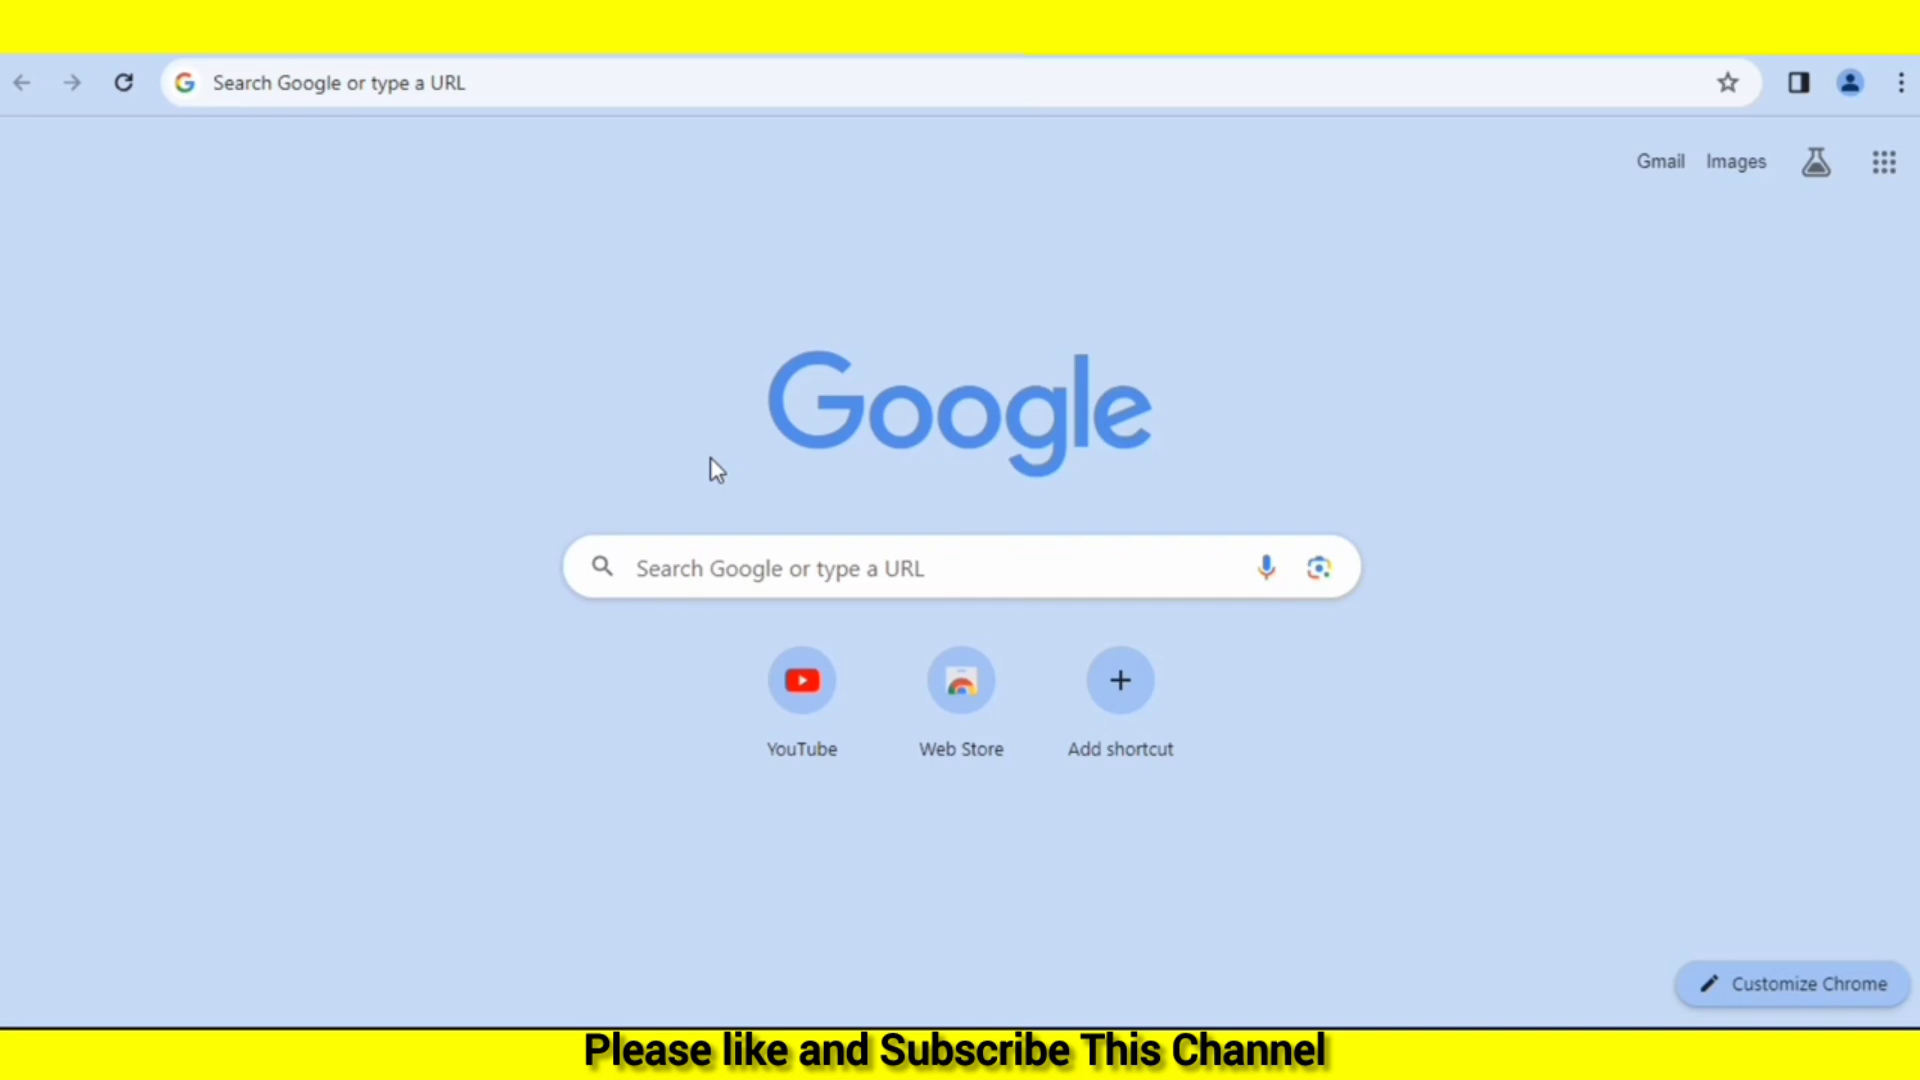 Search Google or type a URL
Gmail Images
Google
Search Google or type a URL
YouTube Web Store Add shortcut
Customize Chrome
Please like and Subscribe This Channel